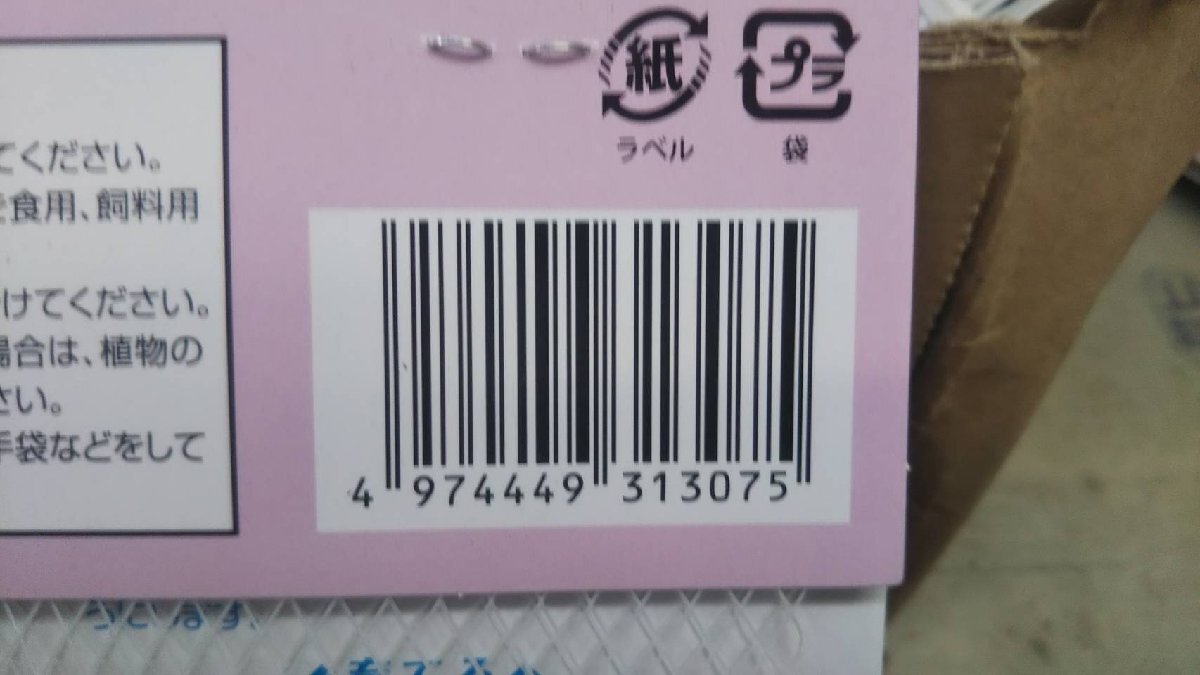 てください。
食用、飼料用
けてください。
場合は、植物の
さい。
手袋などをして
紙
プラ
ラベル
袋
4 974449 313075